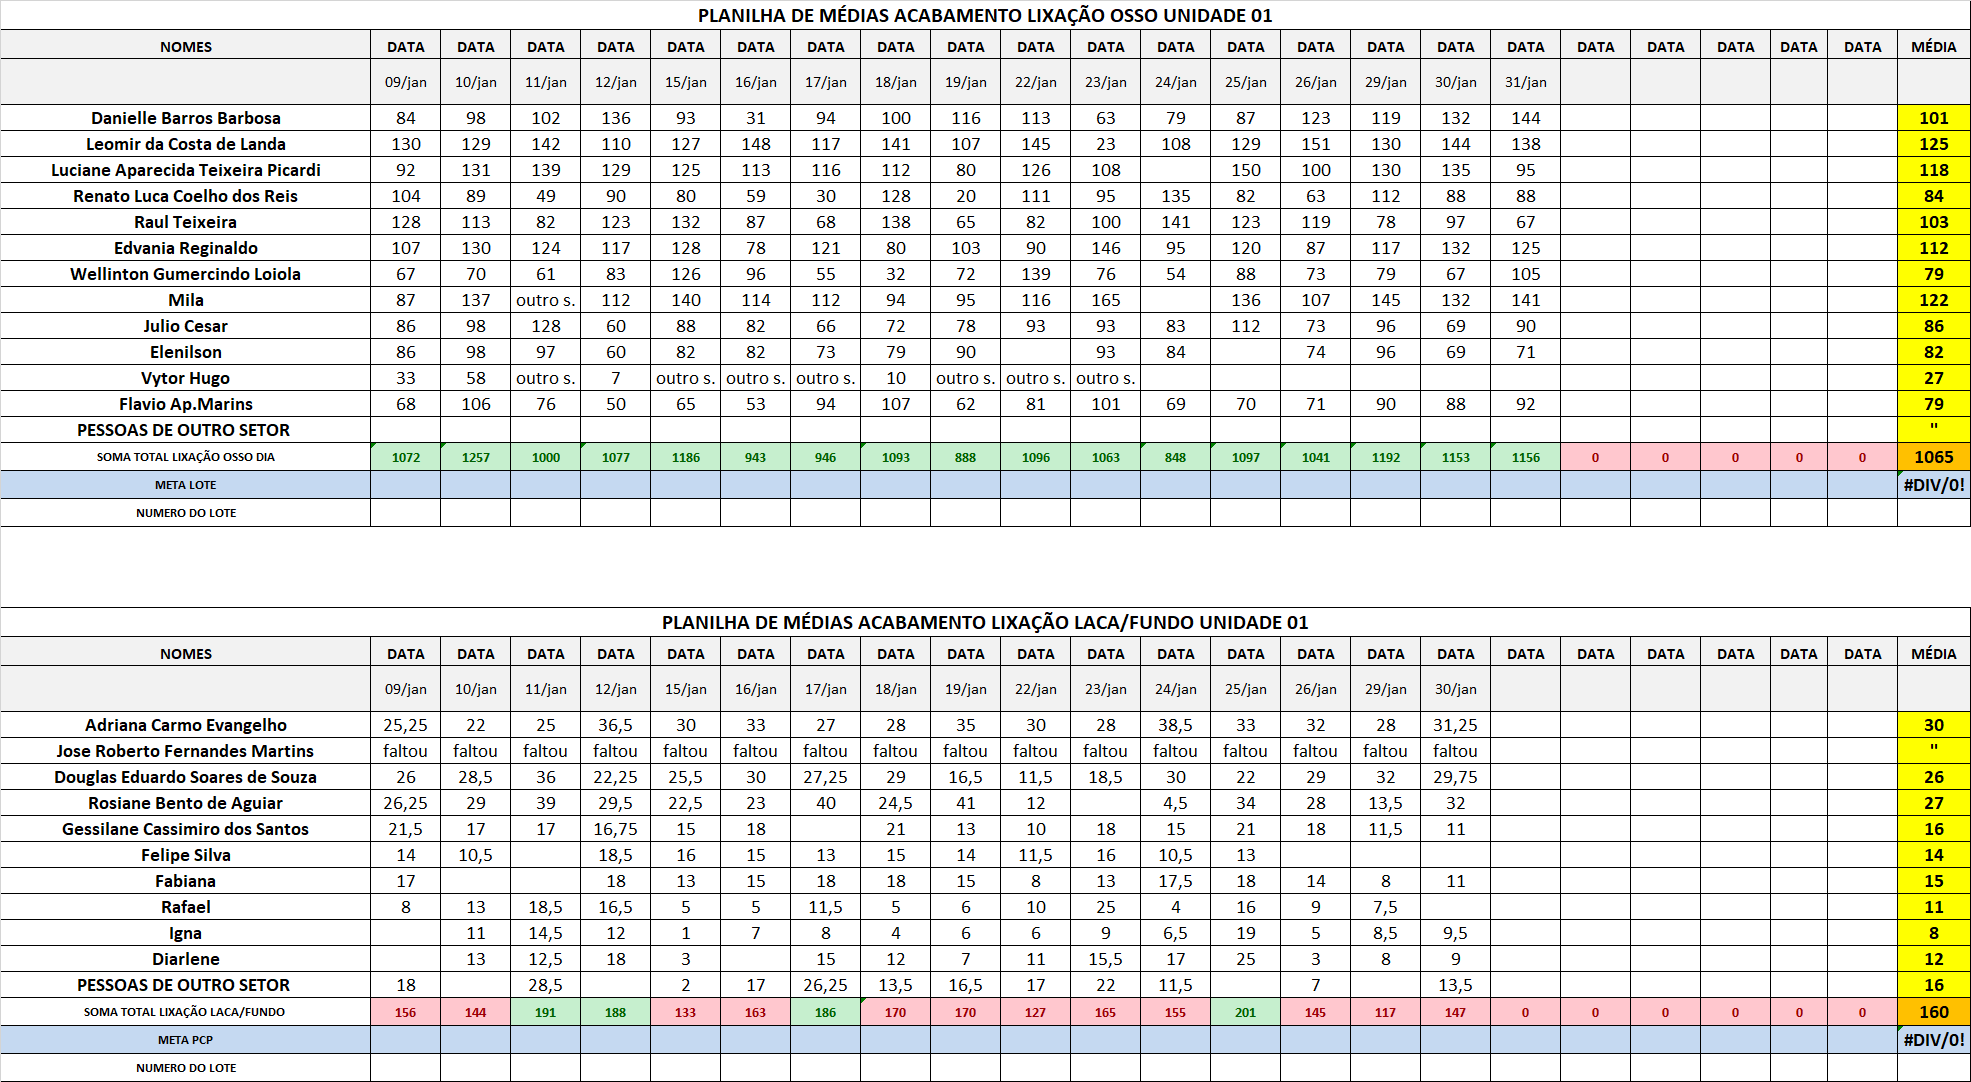 PLANILHA DE MÉDIAS ACABAMENTO LIXAÇÃO OSSO UNIDADE 01
NOMES DATA DATA DATA DATA DATA DATA DATA DATA DATA DATA DATA DATA DATA DATA DATA DATA DATA DATA DATA DATA DATA DATA MÉDIA
09/jan 10/jan 11/jan 12/jan 15/jan 16/jan 17/jan 18/jan 19/jan 22/jan 23/jan 24/jan 25/jan 26/jan 29/jan 30/jan 31/jan
Danielle Barros Barbosa 84 98 102 136 93 31 94 100 116 113 63 79 87 123 119 132 144 101
Leomir da Costa de Landa 130 129 142 110 127 148 117 141 107 145 23 108 129 151 130 144 138 125
Luciane Aparecida Teixeira Picardi 92 131 139 129 125 113 116 112 80 126 108 150 100 130 135 95 118
Renato Luca Coelho dos Reis 104 89 49 90 80 59 30 128 20 111 95 135 82 63 112 88 88 84
Raul Teixeira 128 113 82 123 132 87 68 138 65 82 100 141 123 119 78 97 67 103
Edvania Reginaldo 107 130 124 117 128 78 121 80 103 90 146 95 120 87 117 132 125 112
Wellinton Gumercindo Loiola 67 70 61 83 126 96 55 32 72 139 76 54 88 73 79 67 105 79
Mila 87 137 outro s. 112 140 114 112 94 95 116 165 136 107 145 132 141 122
Julio Cesar 86 98 128 60 88 82 66 72 78 93 93 83 112 73 96 69 90 86
Elenilson 86 98 97 60 82 82 73 79 90 93 84 74 96 69 71 82
Vytor Hugo 33 58 outro s. 7 outro s. outro s. outro s. 10 outro s. outro s. outro s. 27
Flavio Ap.Marins 68 106 76 50 65 53 94 107 62 81 101 69 70 71 90 88 92 79
PESSOAS DE OUTRO SETOR "
SOMA TOTAL LIXAÇÃO OSSO DIA 1072 1257 1000 1077 1186 943 946 1093 888 1096 1063 848 1097 1041 1192 1153 1156 0 0 0 0 0 1065
META LOTE #DIV/0!
NUMERO DO LOTE
PLANILHA DE MÉDIAS ACABAMENTO LIXAÇÃO LACA/FUNDO UNIDADE 01
NOMES DATA DATA DATA DATA DATA DATA DATA DATA DATA DATA DATA DATA DATA DATA DATA DATA DATA DATA DATA DATA DATA DATA MÉDIA
09/jan 10/jan 11/jan 12/jan 15/jan 16/jan 17/jan 18/jan 19/jan 22/jan 23/jan 24/jan 25/jan 26/jan 29/jan 30/jan
Adriana Carmo Evangelho 25,25 22 25 36,5 30 33 27 28 35 30 28 38,5 33 32 28 31,25 30
Jose Roberto Fernandes Martins faltou faltou faltou faltou faltou faltou faltou faltou faltou faltou faltou faltou faltou faltou faltou faltou "
Douglas Eduardo Soares de Souza 26 28,5 36 22,25 25,5 30 27,25 29 16,5 11,5 18,5 30 22 29 32 29,75 26
Rosiane Bento de Aguiar 26,25 29 39 29,5 22,5 23 40 24,5 41 12 4,5 34 28 13,5 32 27
Gessilane Cassimiro dos Santos 21,5 17 17 16,75 15 18 21 13 10 18 15 21 18 11,5 11 16
Felipe Silva 14 10,5 18,5 16 15 13 15 14 11,5 16 10,5 13 14
Fabiana 17 18 13 15 18 18 15 8 13 17,5 18 14 8 11 15
Rafael 8 13 18,5 16,5 5 5 11,5 5 6 10 25 4 16 9 7,5 11
Igna 11 14,5 12 1 7 8 4 6 6 9 6,5 19 5 8,5 9,5 8
Diarlene 13 12,5 18 3 15 12 7 11 15,5 17 25 3 8 9 12
PESSOAS DE OUTRO SETOR 18 28,5 2 17 26,25 13,5 16,5 17 22 11,5 7 13,5 16
SOMA TOTAL LIXAÇÃO LACA/FUNDO 156 144 191 188 133 163 186 170 170 127 165 155 201 145 117 147 0 0 0 0 0 0 160
META PCP #DIV/0!
NUMERO DO LOTE